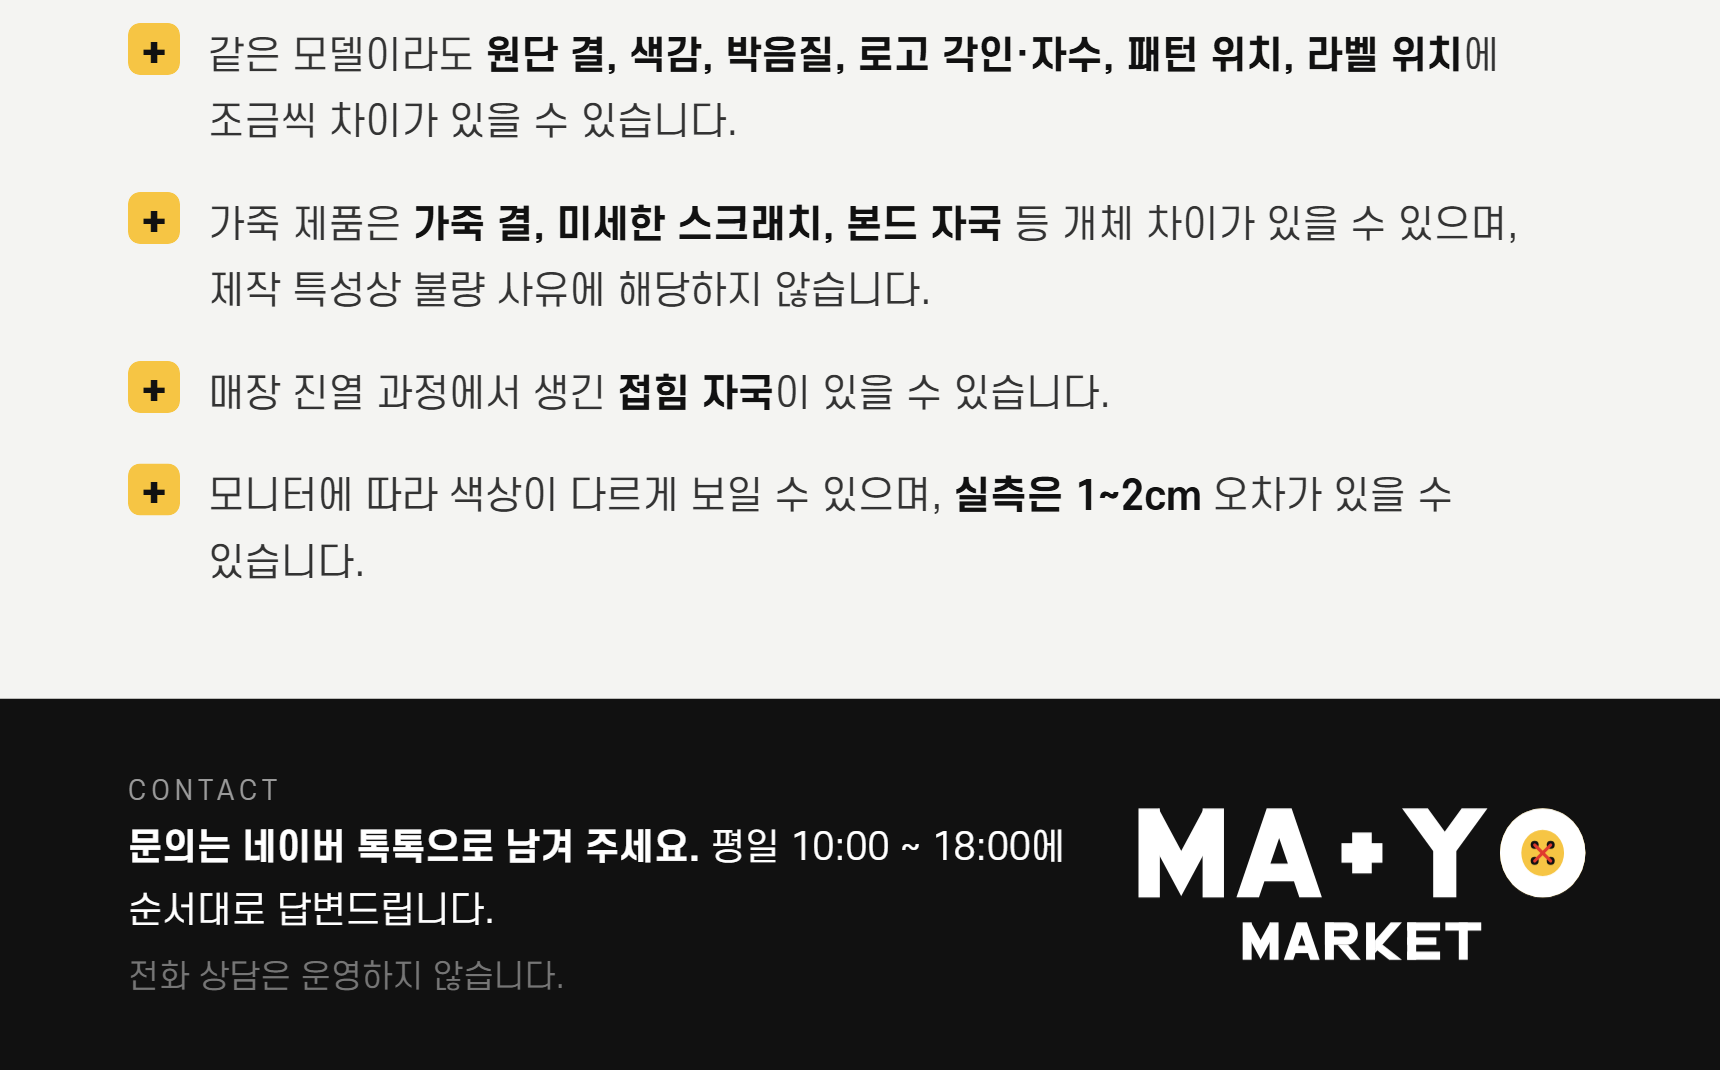 같은 모델이라도 원단 결, 색감, 박음질, 로고 각인·자수, 패턴 위치, 라벨 위치에
조금씩 차이가 있을 수 있습니다.
가죽 제품은 가죽 결, 미세한 스크래치, 본드 자국 등 개체 차이가 있을 수 있으며,
제작 특성상 불량 사유에 해당하지 않습니다.
매장 진열 과정에서 생긴 접힘 자국이 있을 수 있습니다.
모니터에 따라 색상이 다르게 보일 수 있으며, 실측은 1~2cm 오차가 있을 수
있습니다.
CONTACT
문의는 네이버 톡톡으로 남겨 주세요. 평일 10:00 ~ 18:00에
순서대로 답변드립니다.
전화 상담은 운영하지 않습니다.
MA+YO
MARKET